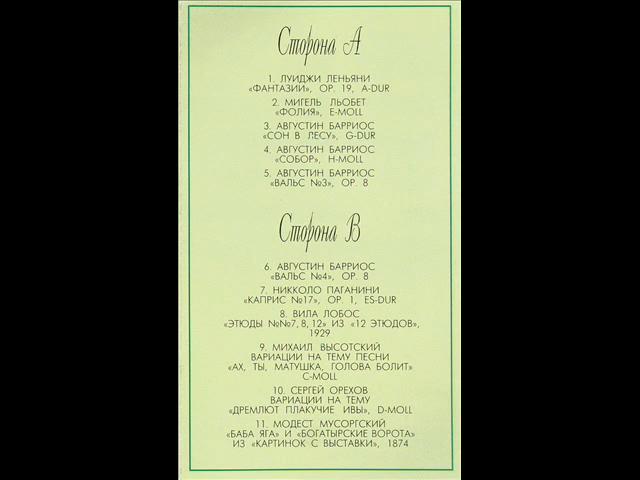 Сторона А
1. ЛУИДЖИ ЛЕНЬЯНИ
«ФАНТАЗИИ», ОР. 19, A-DUR
2. МИГЕЛЬ ЛЬОБЕТ
«ФОЛИЯ», E-MOLL
3. АВГУСТИН БАРРИОС
«СОН В ЛЕСУ», G-DUR
4. АВГУСТИН БАРРИОС
«СОБОР», H-MOLL
5. АВГУСТИН БАРРИОС
«ВАЛЬС №3», ОР. 8
Сторона В
6. АВГУСТИН БАРРИОС
«ВАЛЬС №4», ОР. 8
7. НИККОЛО ПАГАНИНИ
«КАПРИС №17», ОР. 1, ES-DUR
8. ВИЛА ЛОБОС
«ЭТЮДЫ №№7, 8, 12» ИЗ «12 ЭТЮДОВ»,
1929
9. МИХАИЛ ВЫСОТСКИЙ
ВАРИАЦИИ НА ТЕМУ ПЕСНИ
«АХ, ТЫ, МАТУШКА, ГОЛОВА БОЛИТ»
C-MOLL
10. СЕРГЕЙ ОРЕХОВ
ВАРИАЦИИ НА ТЕМУ
«ДРЕМЛЮТ ПЛАКУЧИЕ ИВЫ», D-MOLL
11. МОДЕСТ МУСОРГСКИЙ
«БАБА ЯГА» И «БОГАТЫРСКИЕ ВОРОТА»
ИЗ «КАРТИНОК С ВЫСТАВКИ», 1874